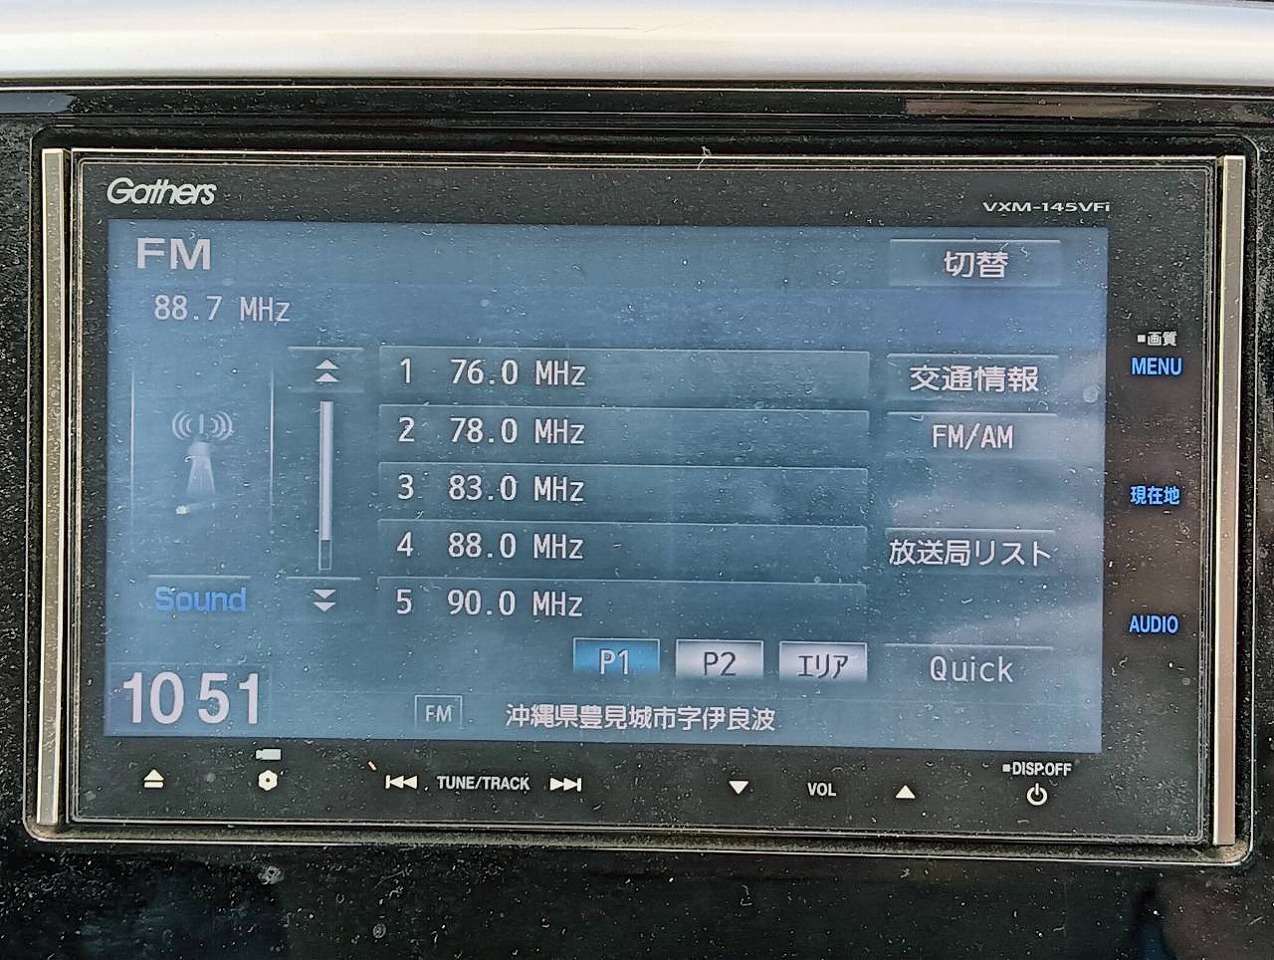 Gathers
VXM-145VFi
FM
切替
88.7 MHz
■画質
MENU
1 76.0 MHz
交通情報
2 78.0 MHz
FM/AM
3 83.0 MHz
現在地
4 88.0 MHz
放送局リスト
Sound
5 90.0 MHz
AUDIO
P1
P2
エリア
Quick
10 51
FM
沖縄県豊見城市字伊良波
TUNE/TRACK
VOL
■DISP.OFF